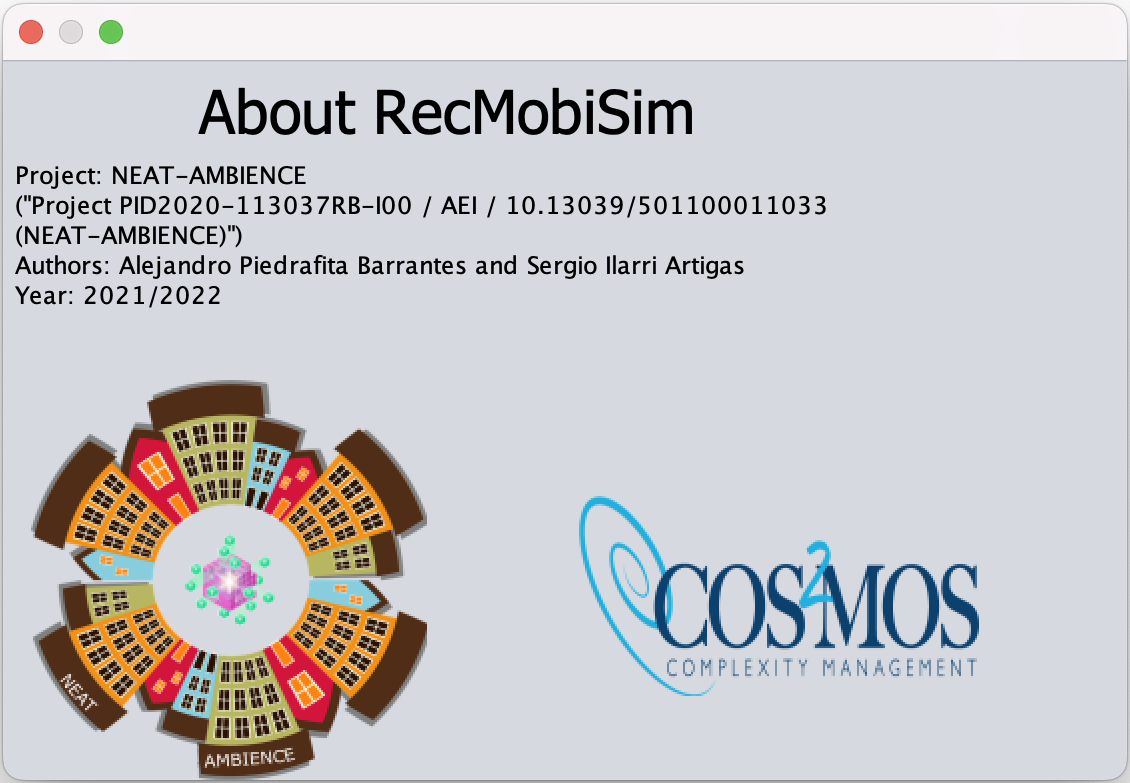 About RecMobiSim
Project: NEAT-AMBIENCE
("Project PID2020-113037RB-I00 / AEI / 10.13039/501100011033
(NEAT-AMBIENCE)")
Authors: Alejandro Piedrafita Barrantes and Sergio Ilarri Artigas
Year: 2021/2022
NEAT
AMBIENCE
COS2MOS
COMPLEXITY MANAGEMENT